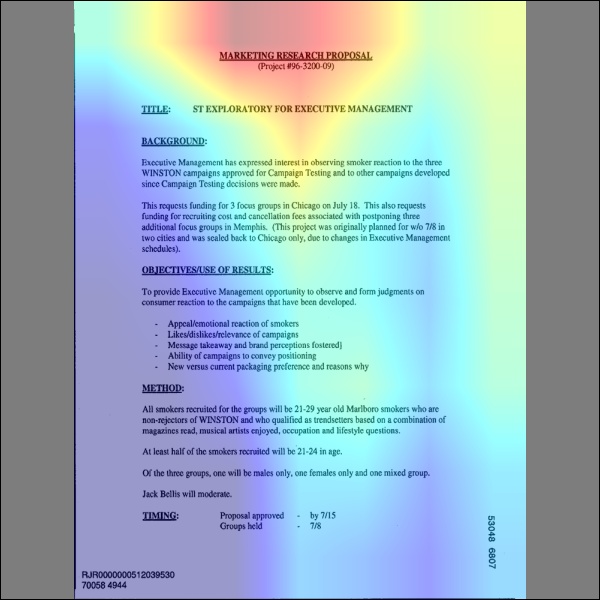 MARKETING RESEARCH PROPOSAL
(Project #96-3200-09)
TITLE: ST EXPLORATORY FOR EXECUTIVE MANAGEMENT
BACKGROUND:
Executive Management has expressed interest in observing smoker reaction to the three
WINSTON campaigns approved for Campaign Testing and to other campaigns developed
since Campaign Testing decisions were made.
This requests funding for 3 focus groups in Chicago on July 18. This also requests
funding for recruiting cost and cancellation fees associated with postponing three
additional focus groups in Memphis. (This project was originally planned for w/o 7/8 in
two cities and was sealed back to Chicago only, due to changes in Executive Management
schedules).
OBJECTIVES/USE OF RESULTS:
To provide Executive Management opportunity to observe and form judgments on
consumer reaction to the campaigns that have been developed.
- Appeal/emotional reaction of smokers
- Likes/dislikes/relevance of campaigns
- Message takeaway and brand perceptions fostered)
- Ability of campaigns to convey positioning
- New versus current packaging preference and reasons why
METHOD:
All smokers recruited for the groups will be 21-29 year old Marlboro smokers who are
non-rejectors of WINSTON and who qualified as trendsetters based on a combination of
magazines read, musical artists enjoyed, occupation and lifestyle questions.
At least half of the smokers recruited will be 21-24 in age.
Of the three groups, one will be males only, one females only and one mixed group.
Jack Bellis will moderate.
TIMING: Proposal approved - by 7/15
Groups held - 7/8
53048 6807
RJR0000000512039530
70058 4944